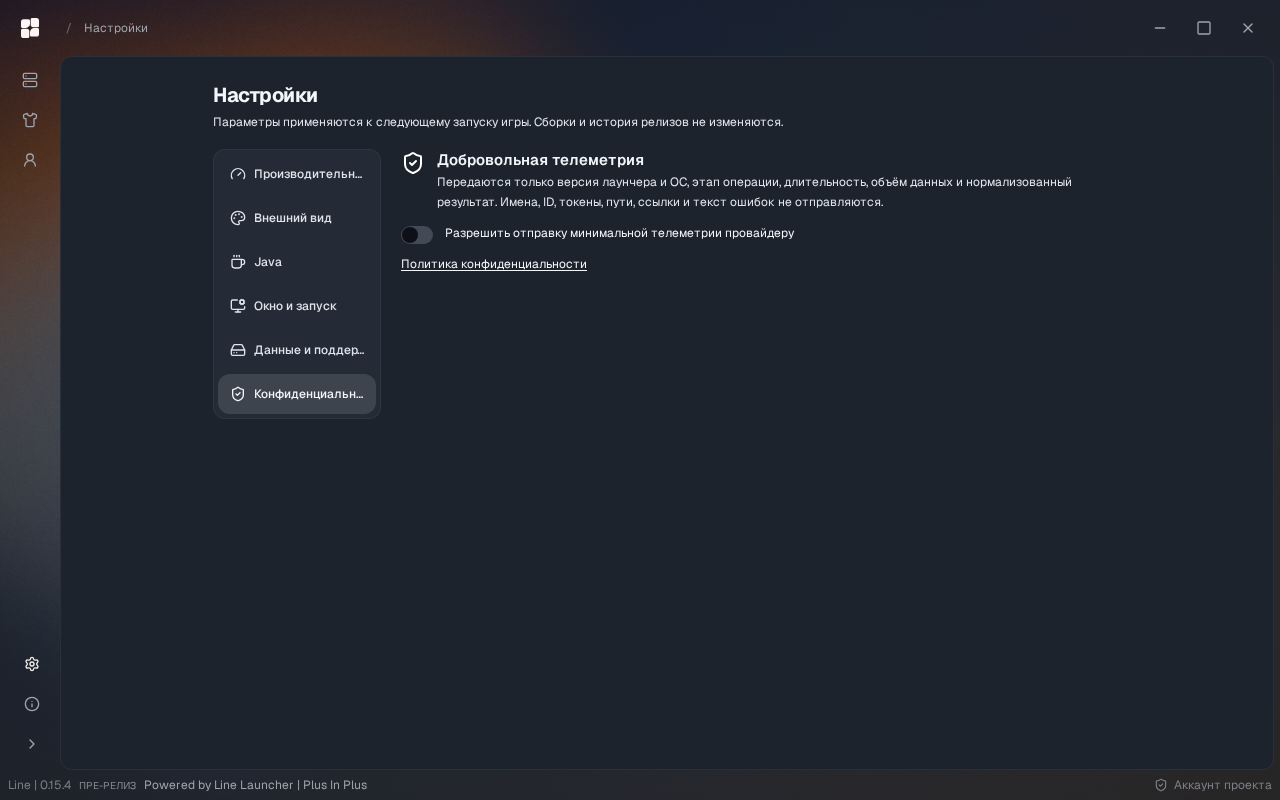 / Настройки
Настройки
Параметры применяются к следующему запуску игры. Сборки и история релизов не изменяются.
Производительн...
Внешний вид
Java
Окно и запуск
Данные и поддер...
Конфиденциальн...
Добровольная телеметрия
Передаются только версия лаунчера и ОС, этап операции, длительность, объём данных и нормализованный
результат. Имена, ID, токены, пути, ссылки и текст ошибок не отправляются.
Разрешить отправку минимальной телеметрии провайдеру
Политика конфиденциальности
Line | 0.15.4 ПРЕ-РЕЛИЗ Powered by Line Launcher | Plus In Plus
Аккаунт проекта